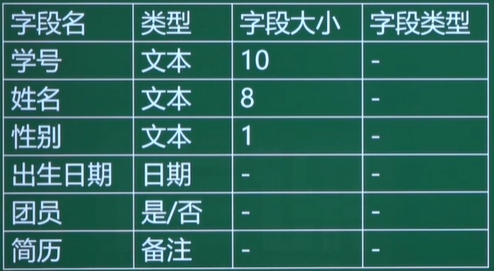 字段名 类型 字段大小 字段类型
学号 文本 10 -
姓名 文本 8 -
性别 文本 1 -
出生日期 日期 - -
团员 是/否 - -
简历 备注 - -